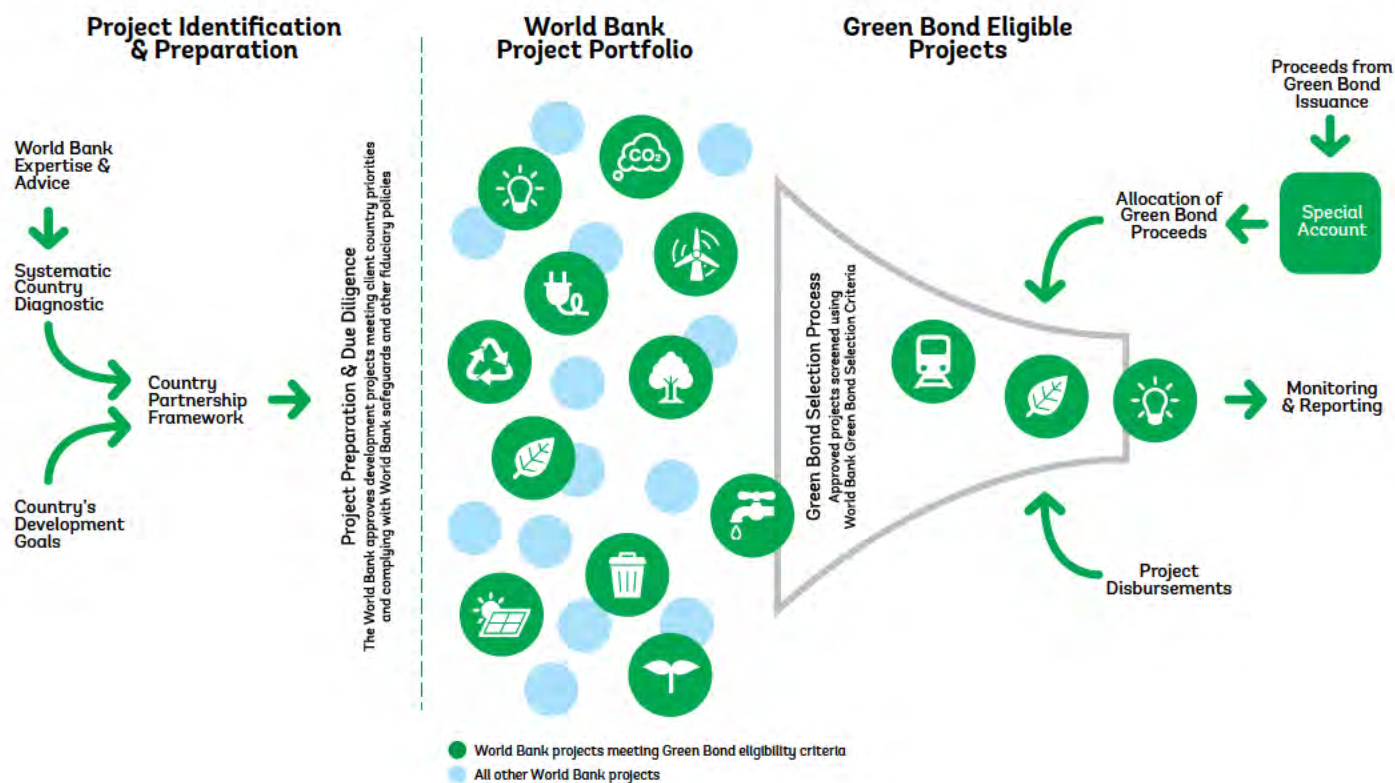 Project Identification
& Preparation
World Bank
Project Portfolio
Green Bond Eligible
Projects
World Bank
Expertise &
Advice
Systematic
Country
Diagnostic
Country
Partnership
Framework
Country's
Development
Goals
Project Preparation & Due Diligence
The World Bank approves development projects meeting client country priorities
and complying with World Bank safeguards and other fiduciary policies
CO₂
Green Bond Selection Process
Approved projects screened using
World Bank Green Bond Selection Criteria
Proceeds from
Green Bond
Issuance
Special
Account
Allocation of
Green Bond
Proceeds
Monitoring
& Reporting
Project
Disbursements
World Bank projects meeting Green Bond eligibility criteria
All other World Bank projects